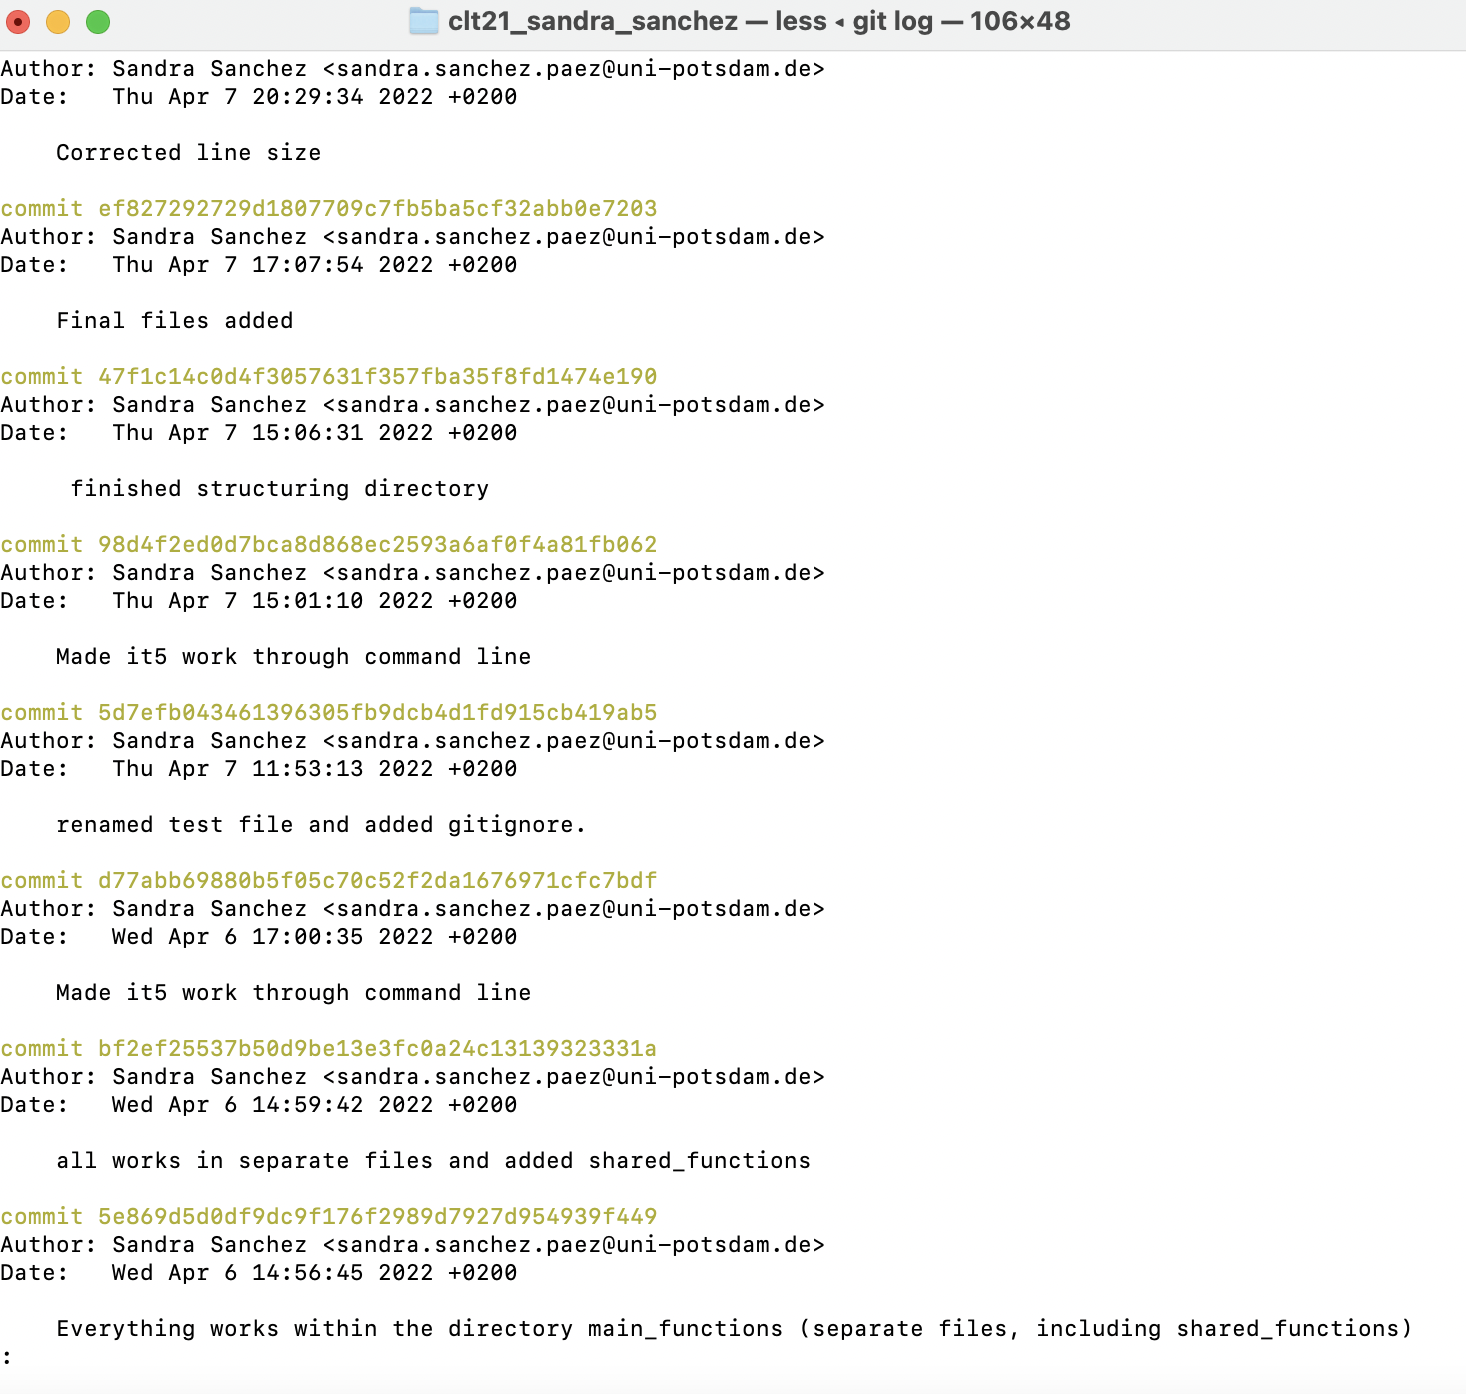 clt21_sandra_sanchez — less ◂ git log — 106×48
Author: Sandra Sanchez <sandra.sanchez.paez@uni-potsdam.de>
Date:   Thu Apr 7 20:29:34 2022 +0200
Corrected line size
commit ef827292729d1807709c7fb5ba5cf32abb0e7203
Author: Sandra Sanchez <sandra.sanchez.paez@uni-potsdam.de>
Date:   Thu Apr 7 17:07:54 2022 +0200
Final files added
commit 47f1c14c0d4f3057631f357fba35f8fd1474e190
Author: Sandra Sanchez <sandra.sanchez.paez@uni-potsdam.de>
Date:   Thu Apr 7 15:06:31 2022 +0200
finished structuring directory
commit 98d4f2ed0d7bca8d868ec2593a6af0f4a81fb062
Author: Sandra Sanchez <sandra.sanchez.paez@uni-potsdam.de>
Date:   Thu Apr 7 15:01:10 2022 +0200
Made it5 work through command line
commit 5d7efb043461396305fb9dcb4d1fd915cb419ab5
Author: Sandra Sanchez <sandra.sanchez.paez@uni-potsdam.de>
Date:   Thu Apr 7 11:53:13 2022 +0200
renamed test file and added gitignore.
commit d77abb69880b5f05c70c52f2da1676971cfc7bdf
Author: Sandra Sanchez <sandra.sanchez.paez@uni-potsdam.de>
Date:   Wed Apr 6 17:00:35 2022 +0200
Made it5 work through command line
commit bf2ef25537b50d9be13e3fc0a24c13139323331a
Author: Sandra Sanchez <sandra.sanchez.paez@uni-potsdam.de>
Date:   Wed Apr 6 14:59:42 2022 +0200
all works in separate files and added shared_functions
commit 5e869d5d0df9dc9f176f2989d7927d954939f449
Author: Sandra Sanchez <sandra.sanchez.paez@uni-potsdam.de>
Date:   Wed Apr 6 14:56:45 2022 +0200
Everything works within the directory main_functions (separate files, including shared_functions)
: